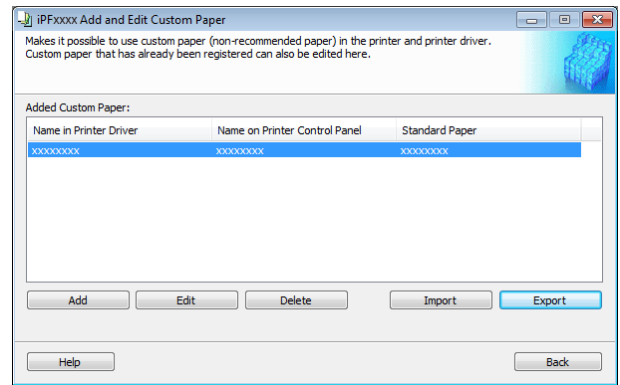 iPFxxxx Add and Edit Custom Paper
Makes it possible to use custom paper (non-recommended paper) in the printer and printer driver.
Custom paper that has already been registered can also be edited here.
Added Custom Paper:
Name in Printer Driver Name on Printer Control Panel Standard Paper
xxxxxxxx xxxxxxxx xxxxxxxx
Add Edit Delete Import Export
Help Back